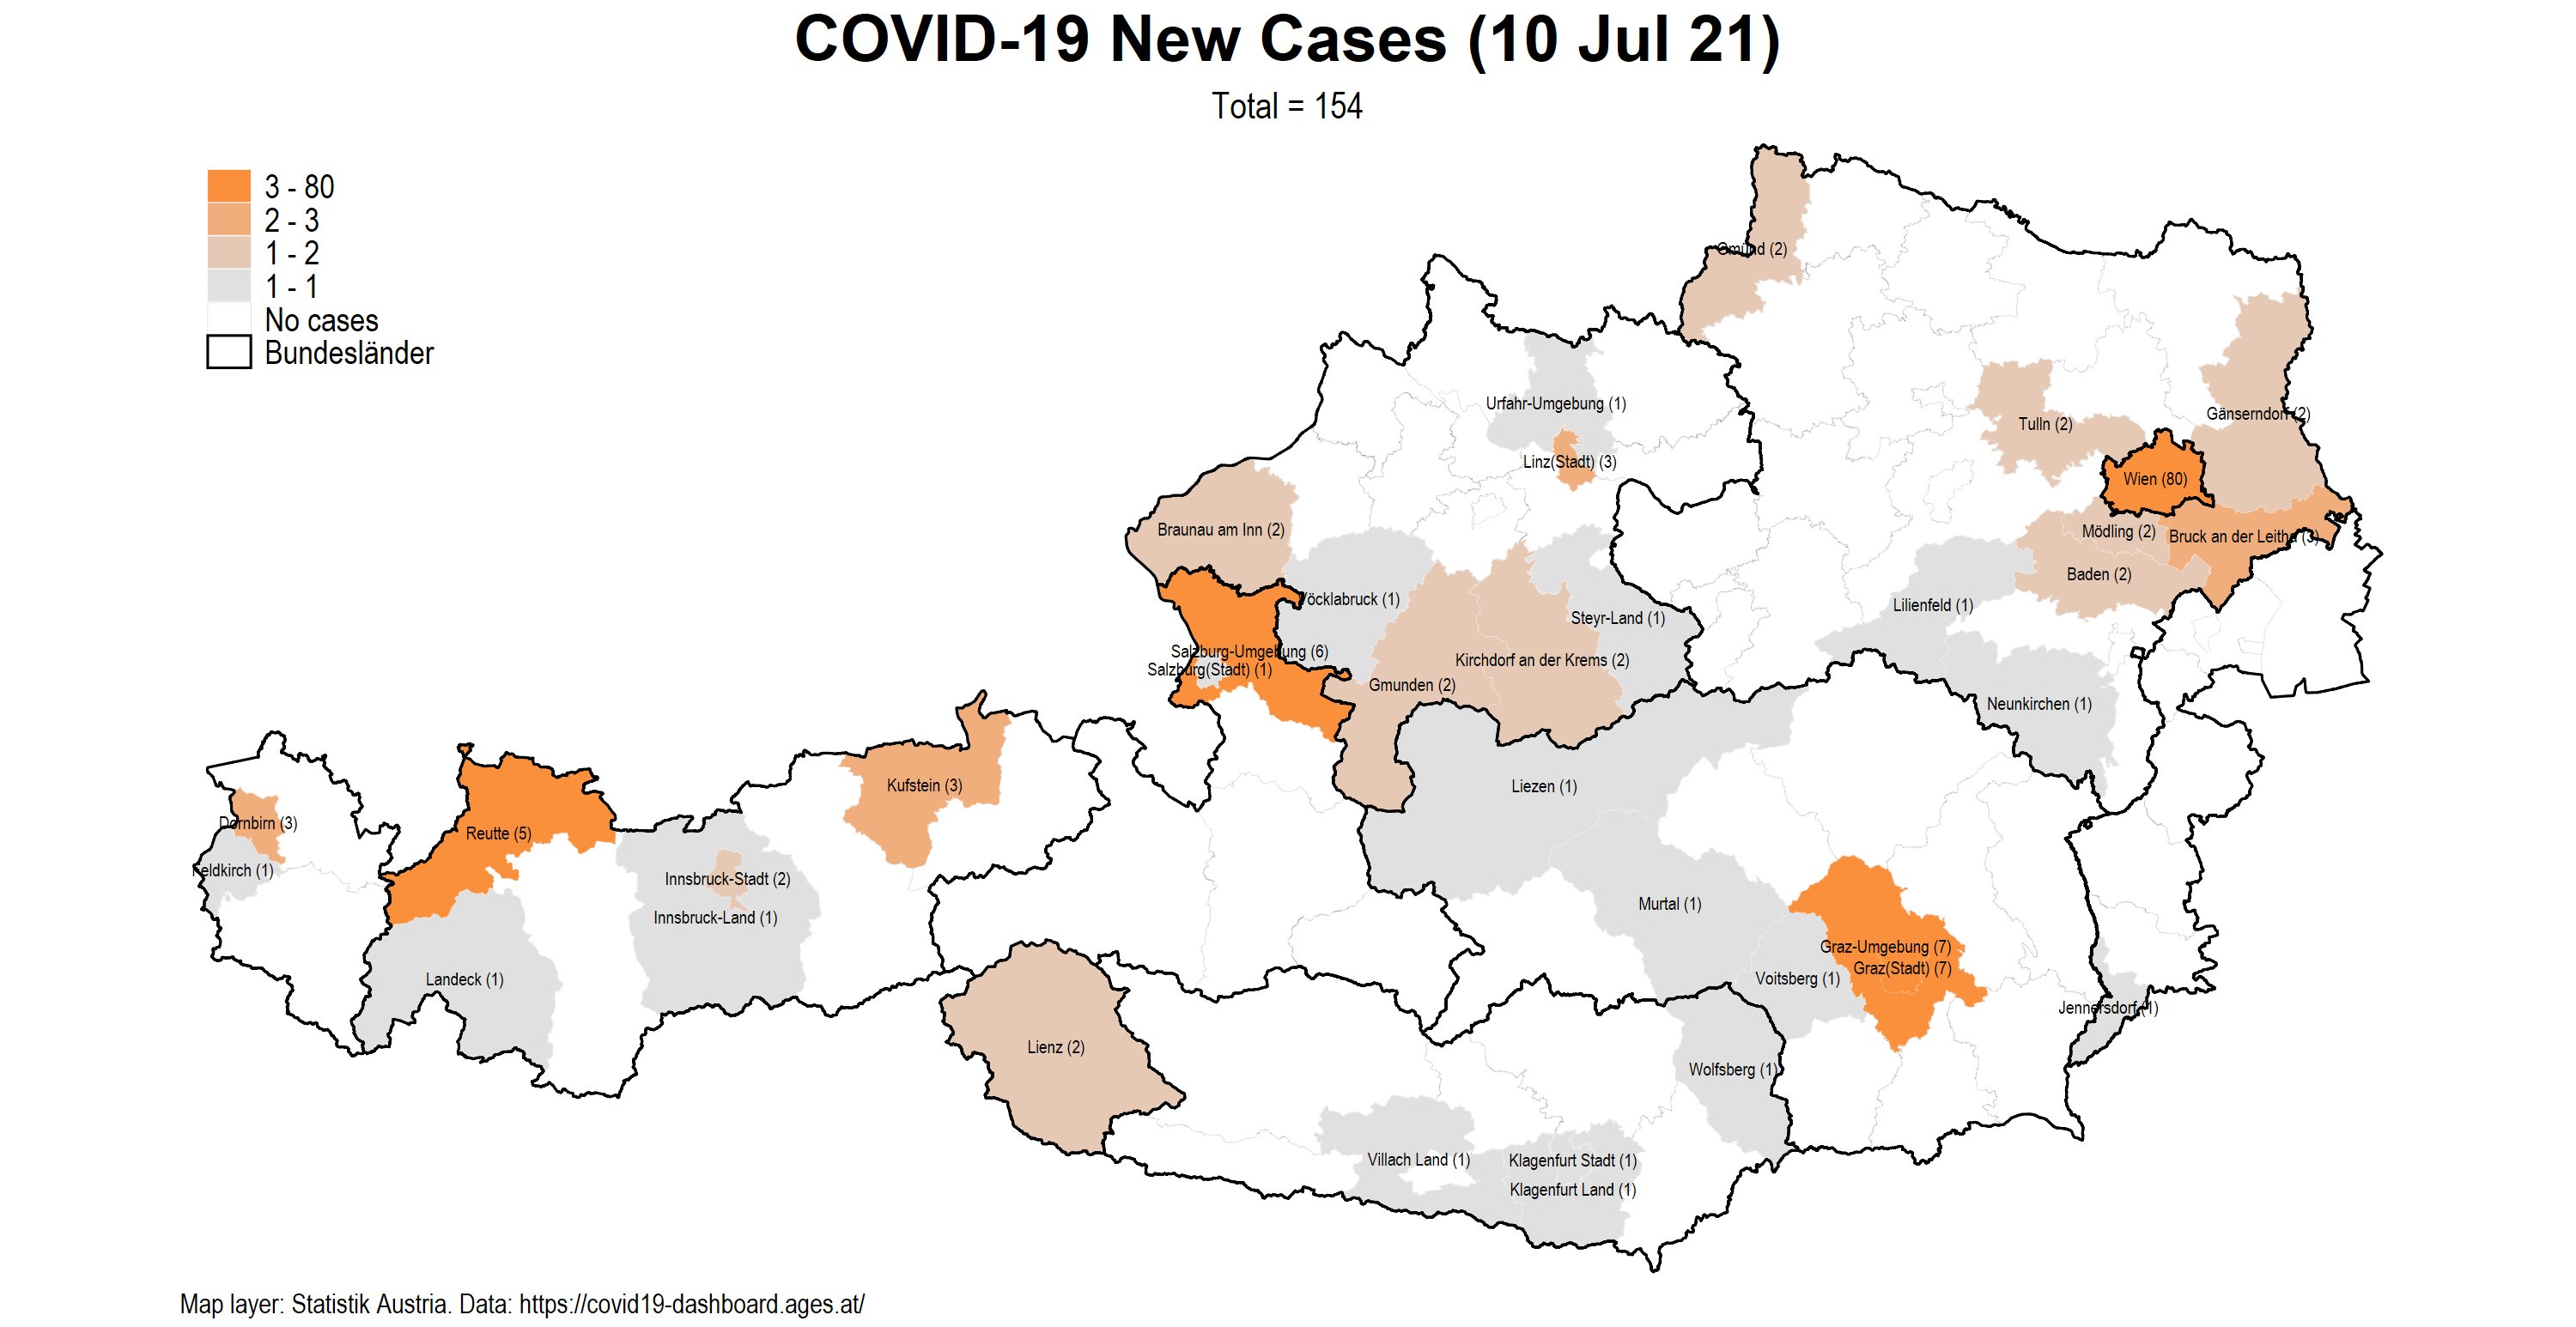 COVID-19 New Cases (10 Jul 21)
Total = 154
3 - 80
2 - 3
1 - 2
1 - 1
No cases
Bundesländer
Gmünd (2)
Urfahr-Umgebung (1)
Gänserndorf (2)
Tulln (2)
Linz(Stadt) (3)
Wien (80)
Braunau am Inn (2)
Mödling (2)
Bruck an der Leitha (3)
Baden (2)
Vöcklabruck (1)
Lilienfeld (1)
Steyr-Land (1)
Salzburg-Umgebung (6)
Kirchdorf an der Krems (2)
Salzburg(Stadt) (1)
Gmunden (2)
Neunkirchen (1)
Kufstein (3)
Liezen (1)
Dornbirn (3)
Reutte (5)
Feldkirch (1)
Innsbruck-Stadt (2)
Murtal (1)
Innsbruck-Land (1)
Graz-Umgebung (7)
Graz(Stadt) (7)
Landeck (1)
Voitsberg (1)
Jennersdorf (1)
Lienz (2)
Wolfsberg (1)
Villach Land (1)
Klagenfurt Stadt (1)
Klagenfurt Land (1)
Map layer: Statistik Austria. Data: https://covid19-dashboard.ages.at/